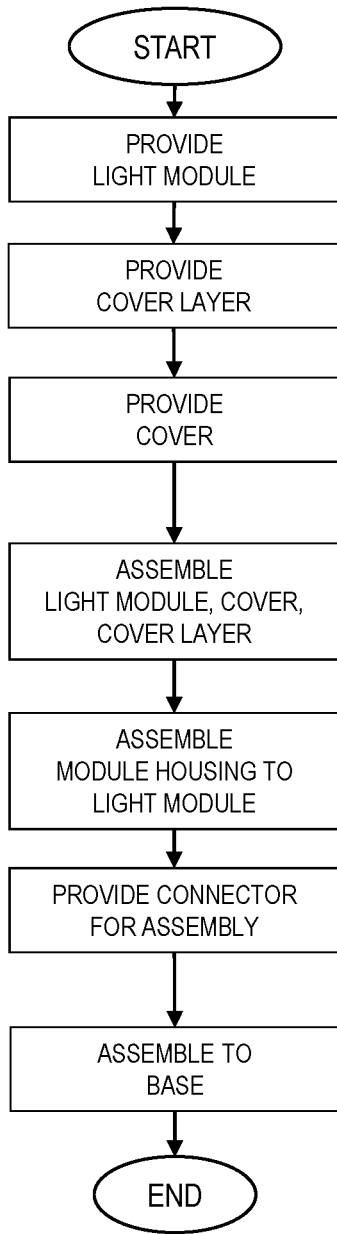 START
PROVIDE
LIGHT MODULE
PROVIDE
COVER LAYER
PROVIDE
COVER
ASSEMBLE
LIGHT MODULE, COVER,
COVER LAYER
ASSEMBLE
MODULE HOUSING TO
LIGHT MODULE
PROVIDE CONNECTOR
FOR ASSEMBLY
ASSEMBLE TO
BASE
END